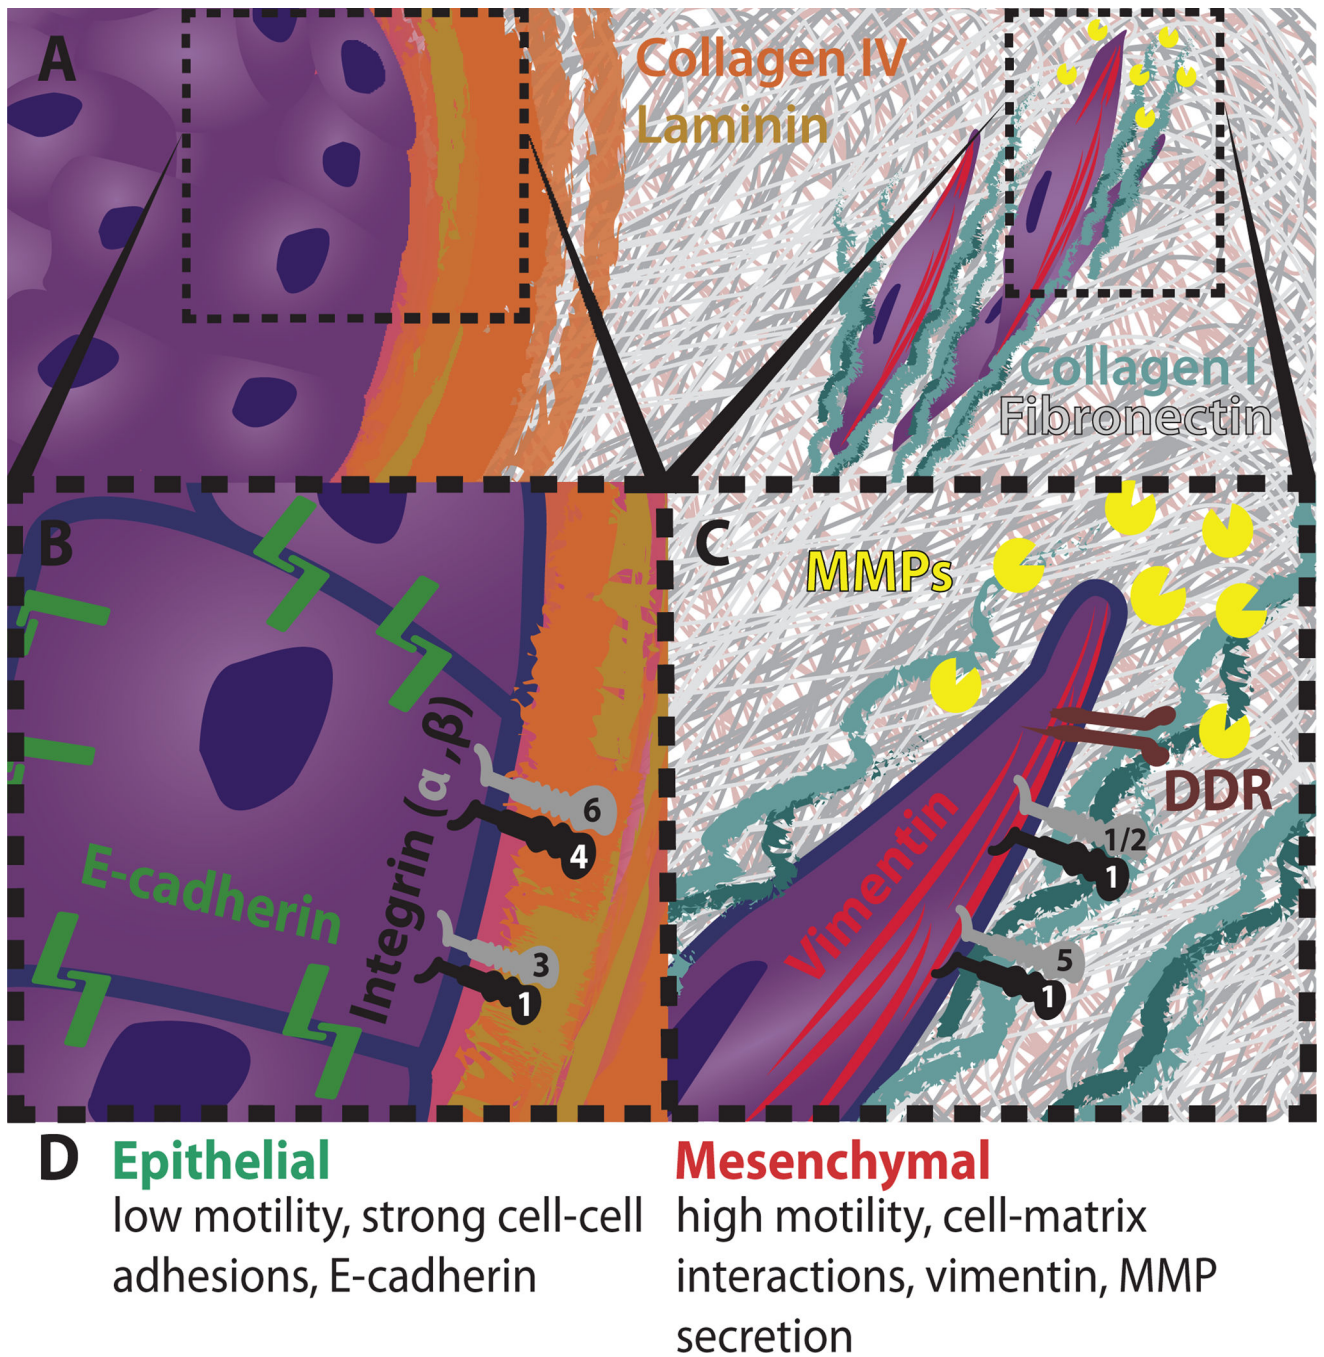 A
Collagen IV
Laminin
Collagen I
Fibronectin
B
E-cadherin
Integrin (α ,β)
6
4
3
1
C
MMPs
DDR
Vimentin
1/2
1
5
1
D
Epithelial
low motility, strong cell-cell
adhesions, E-cadherin
Mesenchymal
high motility, cell-matrix
interactions, vimentin, MMP
secretion